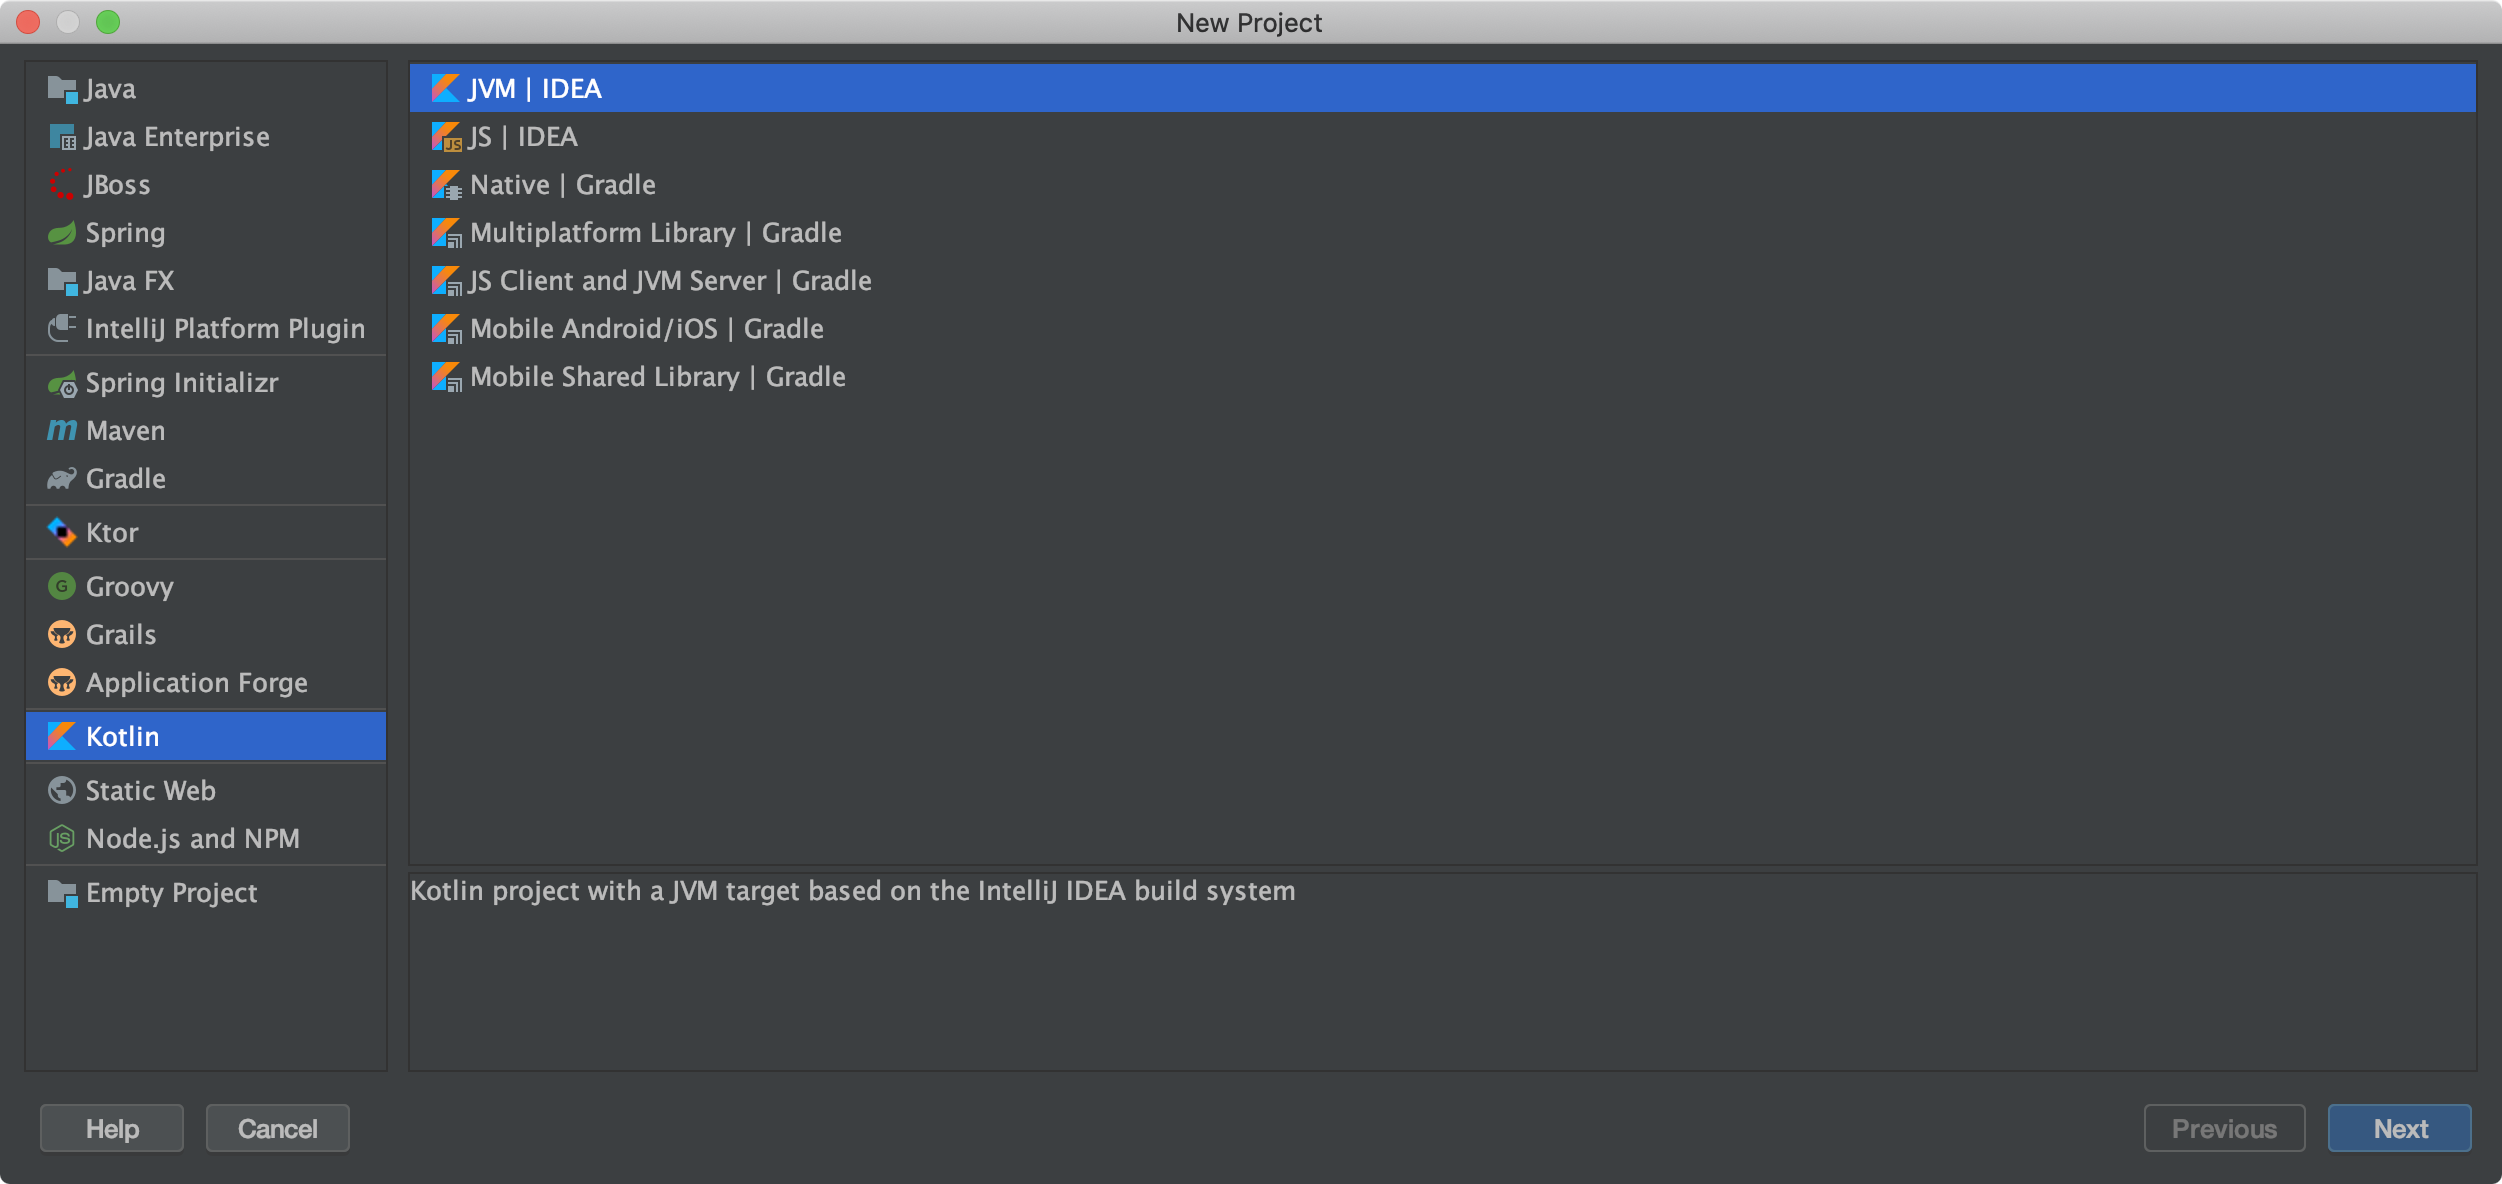 New Project
Java
Java Enterprise
JBoss
Spring
Java FX
IntelliJ Platform Plugin
Spring Initializr
Maven
Gradle
Ktor
Groovy
Grails
Application Forge
Kotlin
Static Web
Node.js and NPM
Empty Project
JVM | IDEA
JS | IDEA
Native | Gradle
Multiplatform Library | Gradle
JS Client and JVM Server | Gradle
Mobile Android/iOS | Gradle
Mobile Shared Library | Gradle
Kotlin project with a JVM target based on the IntelliJ IDEA build system
Help
Cancel
Previous
Next